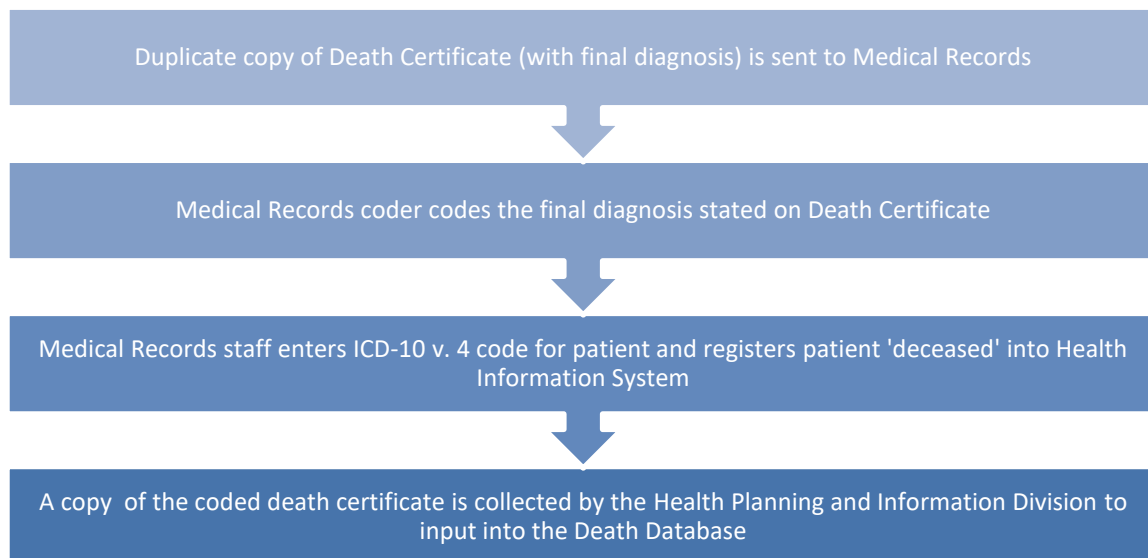 Duplicate copy of Death Certificate (with final diagnosis) is sent to Medical Records
Medical Records coder codes the final diagnosis stated on Death Certificate
Medical Records staff enters ICD-10 v. 4 code for patient and registers patient 'deceased' into Health
Information System
A copy  of the coded death certificate is collected by the Health Planning and Information Division to
input into the Death Database